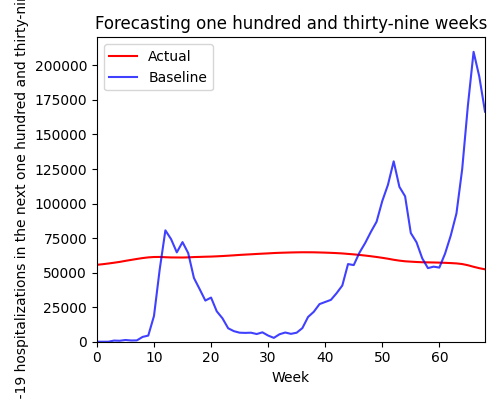 Forecasting one hundred and thirty-nine weeks
-19 hospitalizations in the next one hundred and thirty-
Actual
Baseline
200000
175000
150000
125000
100000
75000
50000
25000
0
0 10 20 30 40 50 60
Week